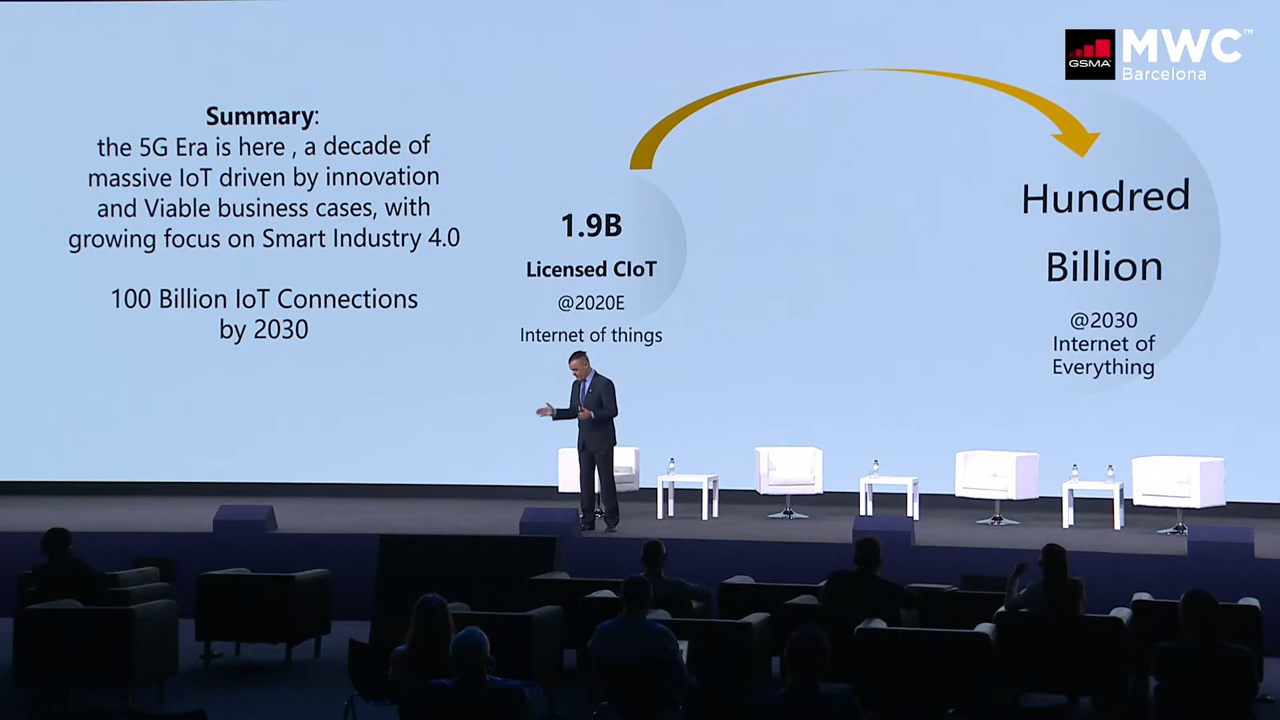 GSMA
MWC™
Barcelona
Summary:
the 5G Era is here , a decade of
massive IoT driven by innovation
and Viable business cases, with
growing focus on Smart Industry 4.0
100 Billion IoT Connections
by 2030
1.9B
Licensed CIoT
@2020E
Internet of things
Hundred
Billion
@2030
Internet of
Everything